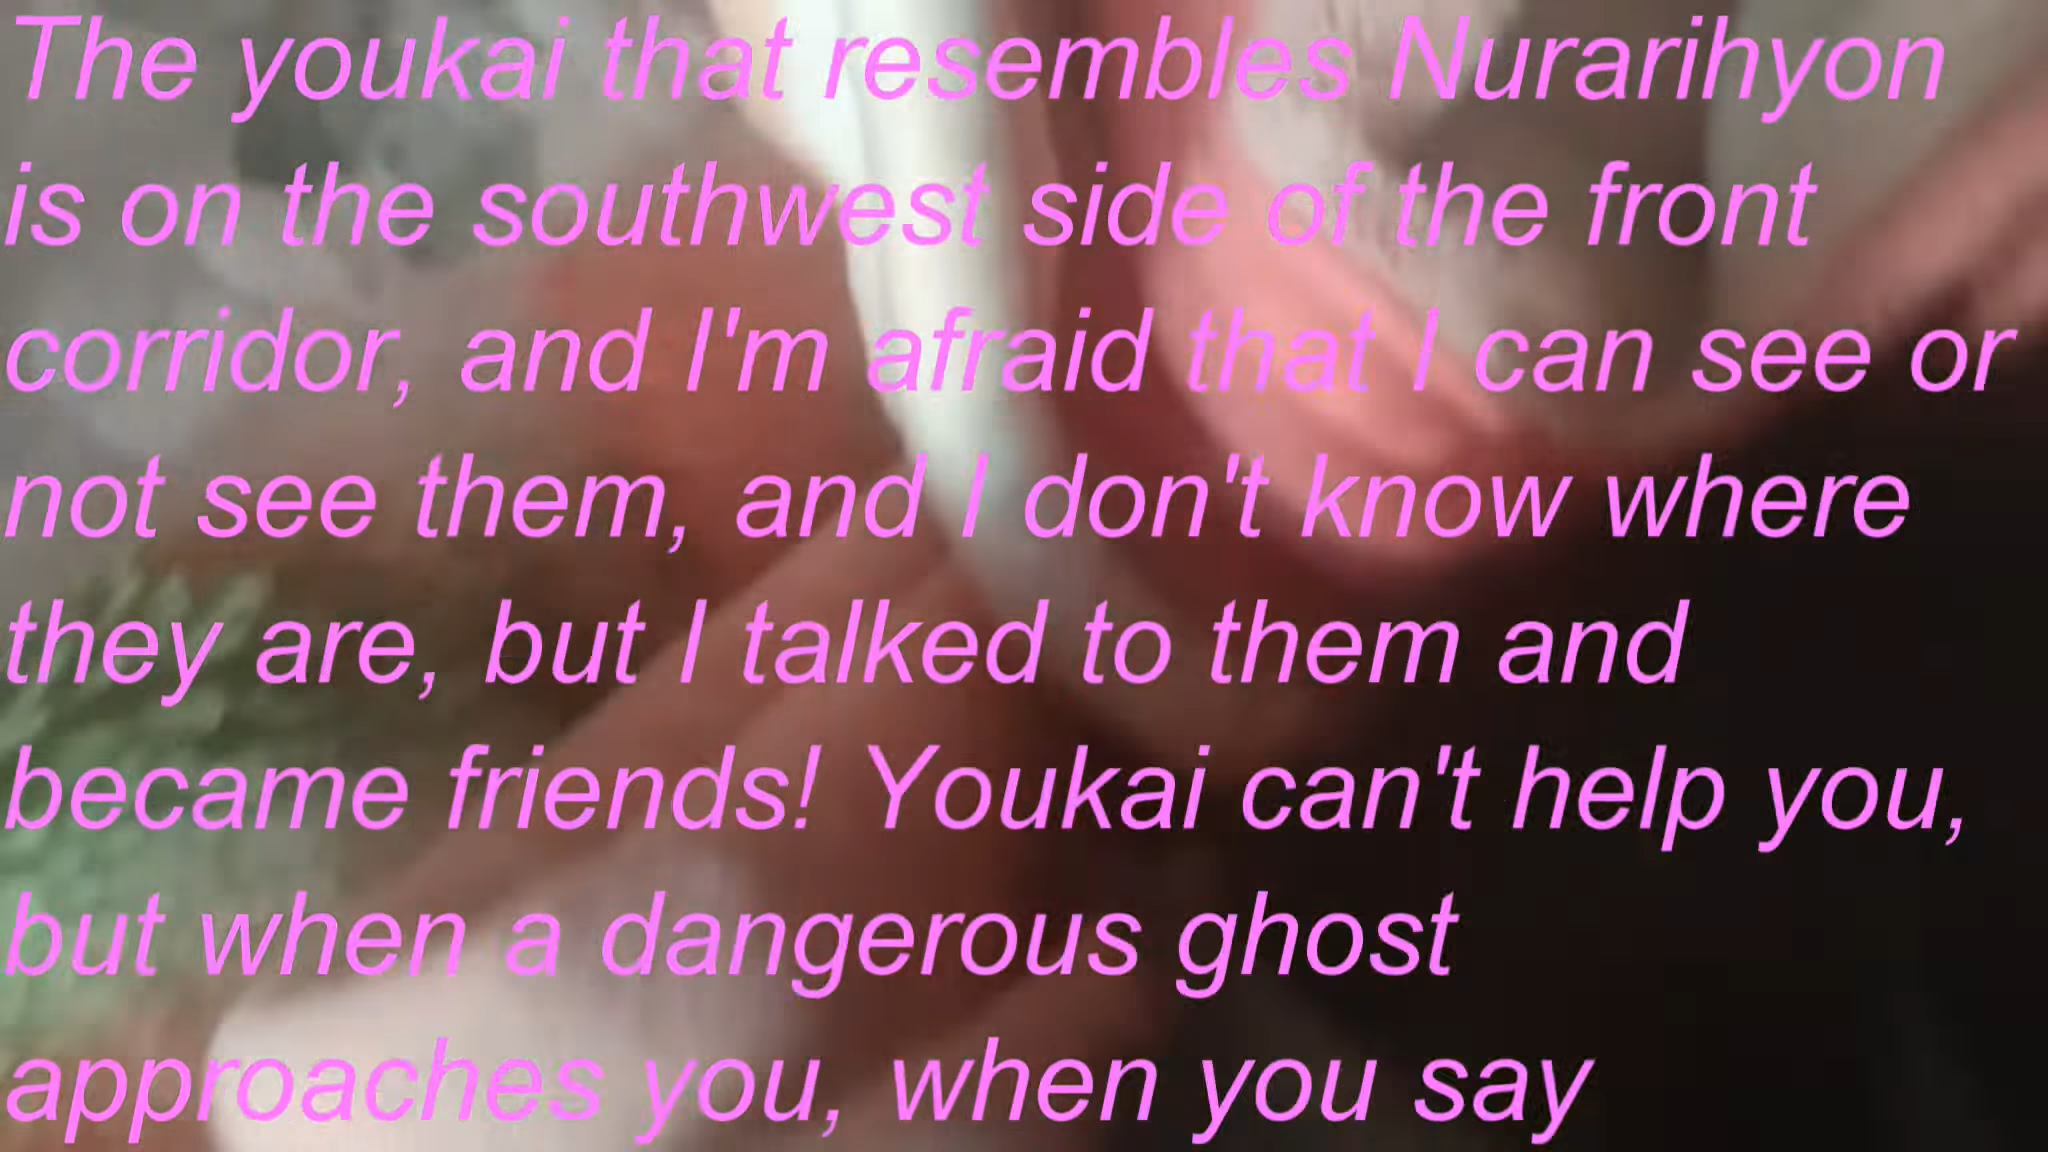 The youkai that resembles Nurarihyon
is on the southwest side of the front
corridor, and I'm afraid that I can see or
not see them, and I don't know where
they are, but I talked to them and
became friends! Youkai can't help you,
but when a dangerous ghost
approaches you, when you say